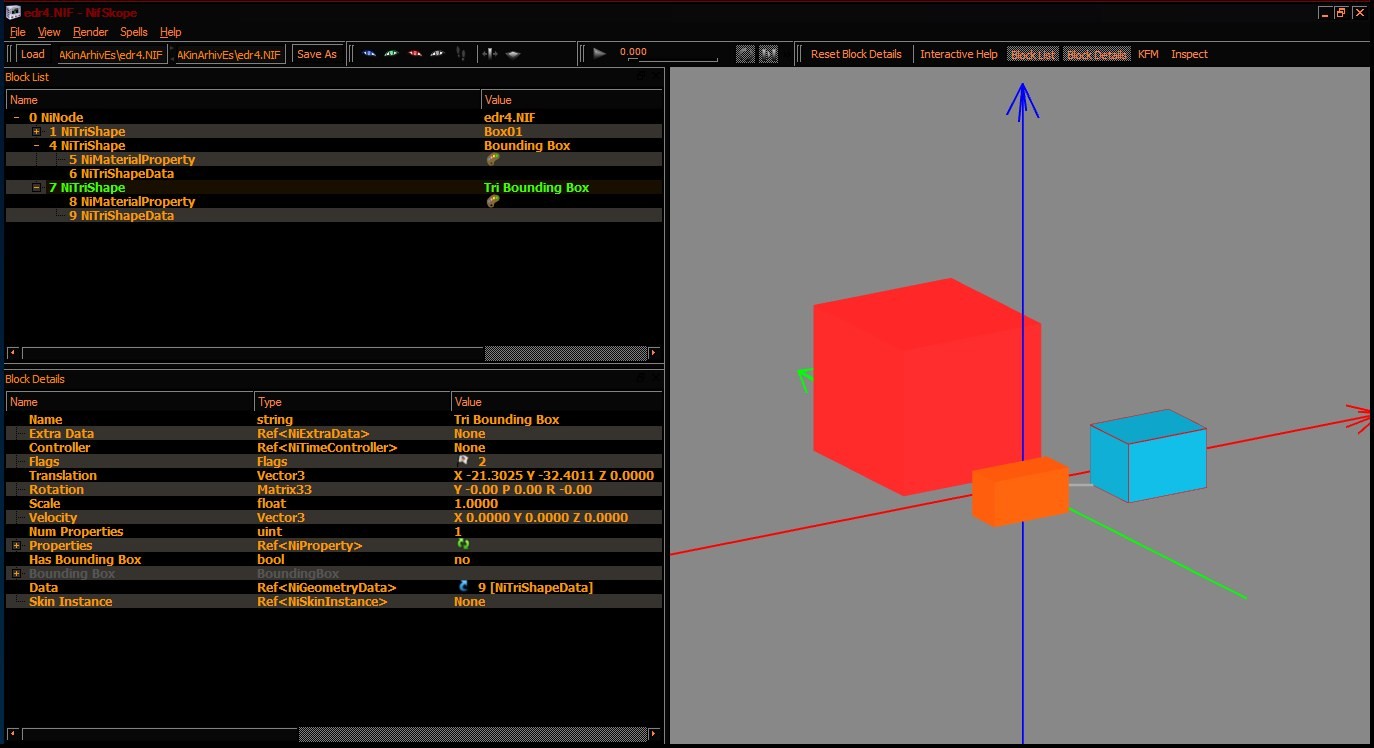 edr4.NIF - NifSkope
File View Render Spells Help
Load AKinArhivEs\edr4.NIF AKinArhivEs\edr4.NIF Save As 0.000 Reset Block Details Interactive Help Block List Block Details KFM Inspect
Block List
Name Value
0 NiNode edr4.NIF
1 NiTriShape Box01
4 NiTriShape Bounding Box
5 NiMaterialProperty
6 NiTriShapeData
7 NiTriShape Tri Bounding Box
8 NiMaterialProperty
9 NiTriShapeData
Block Details
Name Type Value
Name string Tri Bounding Box
Extra Data Ref<NiExtraData> None
Controller Ref<NiTimeController> None
Flags Flags 2
Translation Vector3 X -21.3025 Y -32.4011 Z 0.0000
Rotation Matrix33 Y -0.00 P 0.00 R -0.00
Scale float 1.0000
Velocity Vector3 X 0.0000 Y 0.0000 Z 0.0000
Num Properties uint 1
Properties Ref<NiProperty>
Has Bounding Box bool no
Bounding Box BoundingBox
Data Ref<NiGeometryData> 9 [NiTriShapeData]
Skin Instance Ref<NiSkinInstance> None